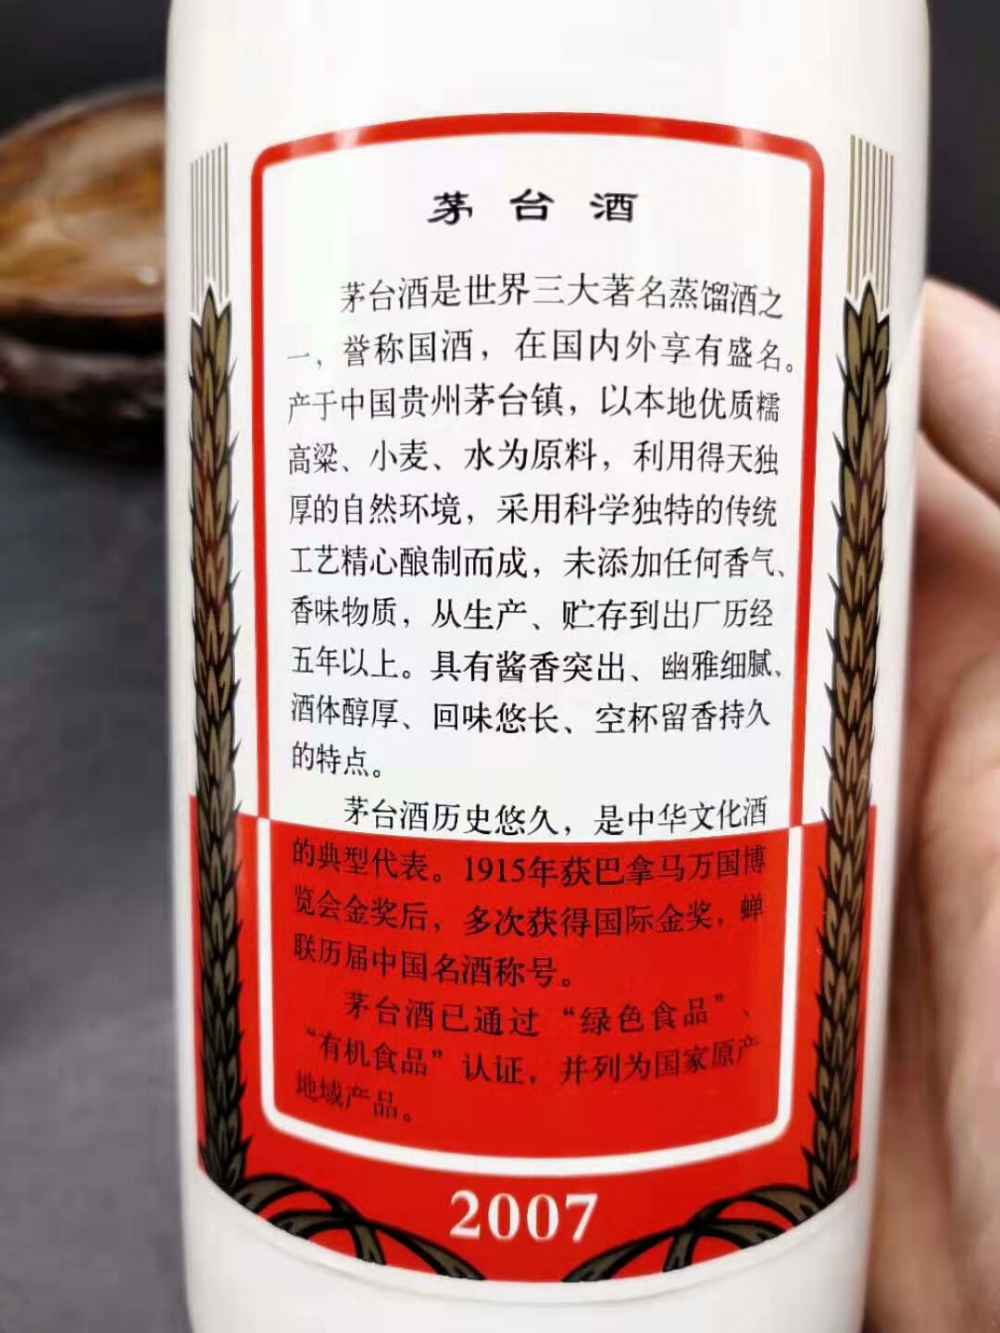 茅台酒
茅台酒是世界三大著名蒸馏酒之
一，誉称国酒，在国内外享有盛名。
产于中国贵州茅台镇，以本地优质糯
高粱、小麦、水为原料，利用得天独
厚的自然环境，采用科学独特的传统
工艺精心酿制而成，未添加任何香气、
香味物质，从生产、贮存到出厂历经
五年以上。具有酱香突出、幽雅细腻、
酒体醇厚、回味悠长、空杯留香持久
的特点。
茅台酒历史悠久，是中华文化酒
的典型代表。1915年获巴拿马万国博
览会金奖后，多次获得国际金奖，蝉
联历届中国名酒称号。
茅台酒已通过“绿色食品”、
“有机食品”认证，并列为国家原产
地域产品。
2007